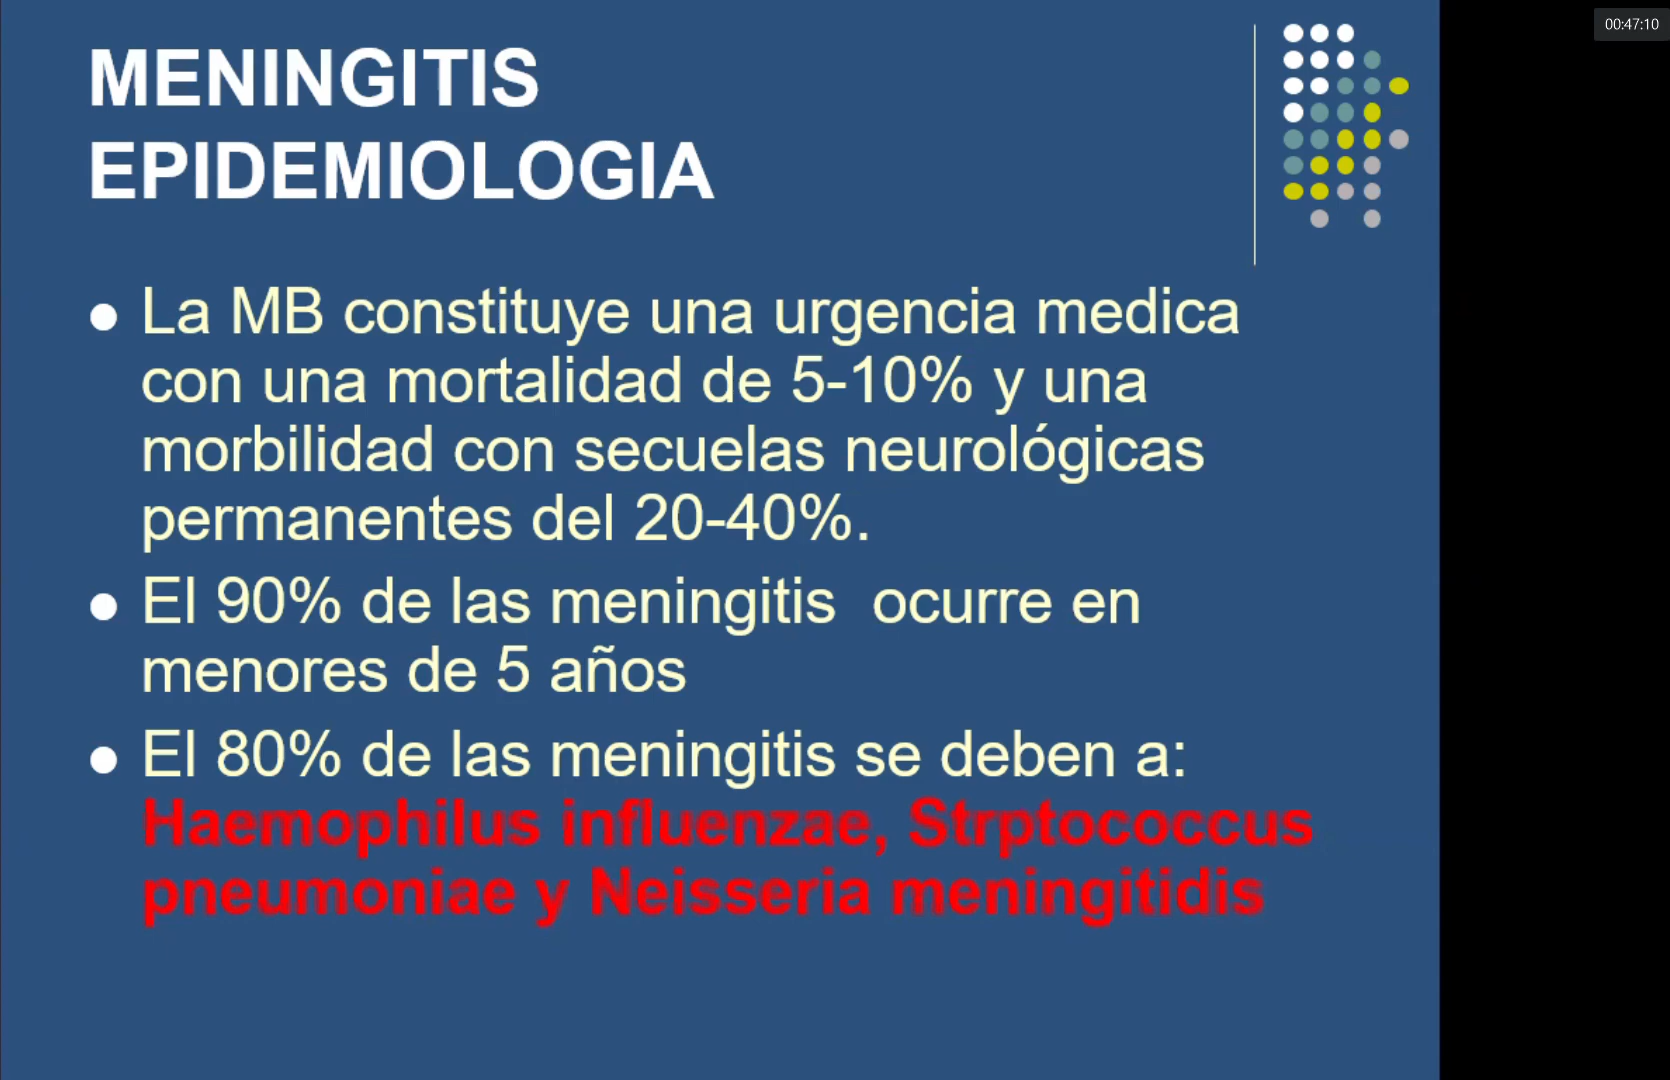 00:47:10
MENINGITIS
EPIDEMIOLOGIA
La MB constituye una urgencia medica
con una mortalidad de 5-10% y una
morbilidad con secuelas neurológicas
permanentes del 20-40%.
El 90% de las meningitis ocurre en
menores de 5 años
El 80% de las meningitis se deben a:
Haemophilus influenzae, Strptococcus
pneumoniae y Neisseria meningitidis